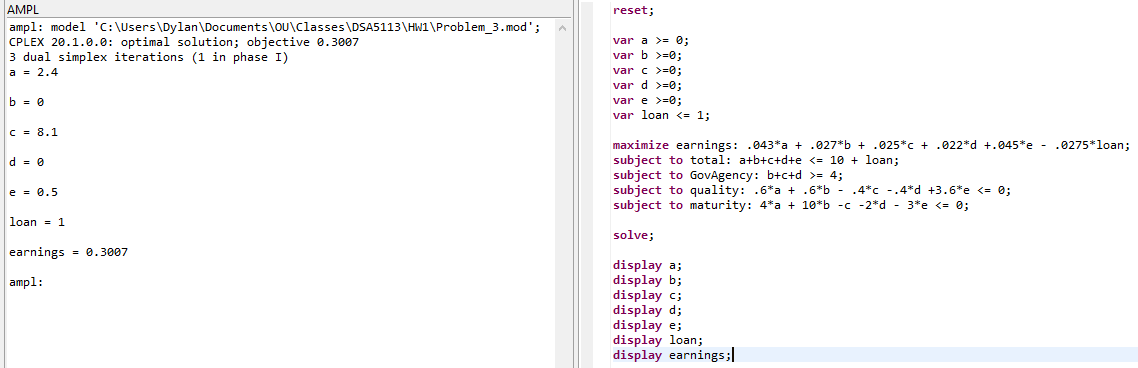 AMPL
ampl: model 'C:\Users\Dylan\Documents\OU\Classes\DSA5113\HW1\Problem_3.mod';
CPLEX 20.1.0.0: optimal solution; objective 0.3007
3 dual simplex iterations (1 in phase I)
a = 2.4
b = 0
c = 8.1
d = 0
e = 0.5
loan = 1
earnings = 0.3007
ampl:
reset;
var a >= 0;
var b >=0;
var c >=0;
var d >=0;
var e >=0;
var loan <= 1;
maximize earnings: .043*a + .027*b + .025*c + .022*d +.045*e - .0275*loan;
subject to total: a+b+c+d+e <= 10 + loan;
subject to GovAgency: b+c+d >= 4;
subject to quality: .6*a + .6*b - .4*c -.4*d +3.6*e <= 0;
subject to maturity: 4*a + 10*b -c -2*d - 3*e <= 0;
solve;
display a;
display b;
display c;
display d;
display e;
display loan;
display earnings;